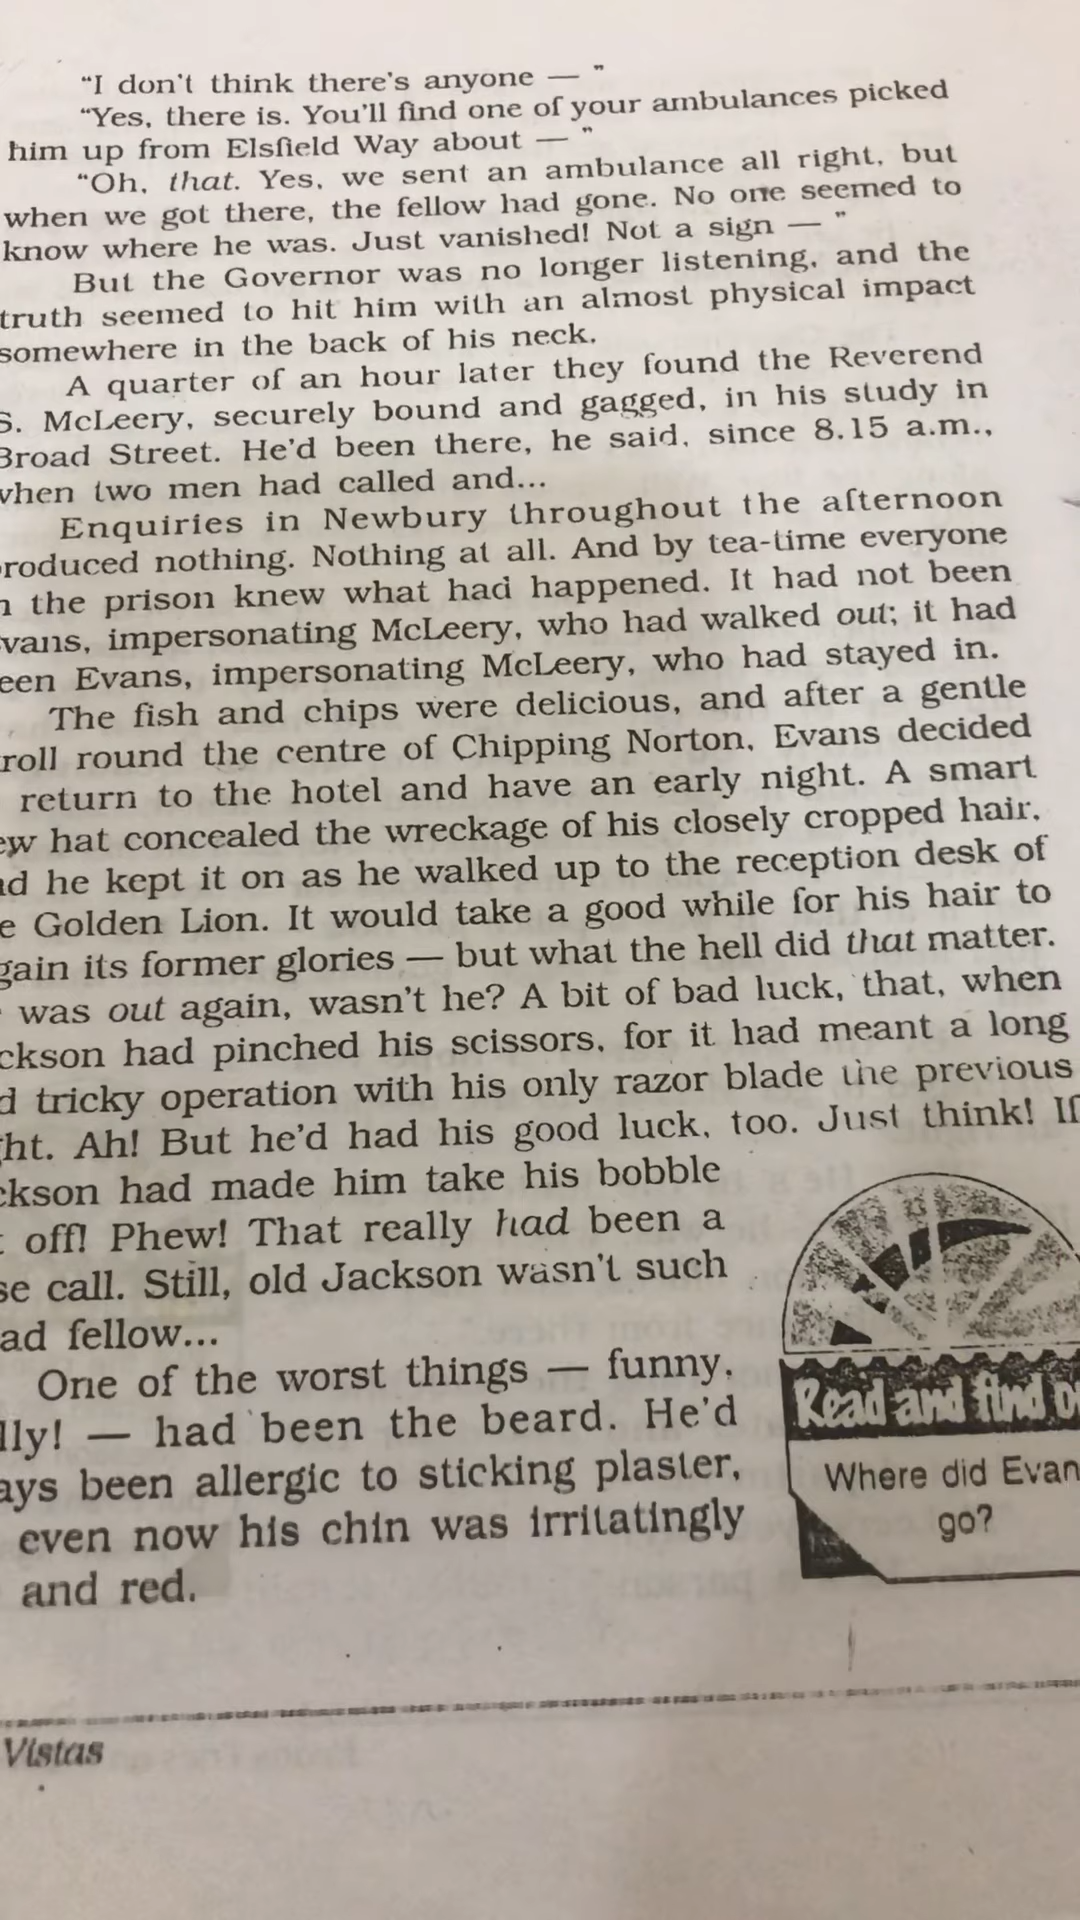 "I don't think there's anyone — "
"Yes, there is. You'll find one of your ambulances picked
him up from Elsfield Way about — "
"Oh, that. Yes, we sent an ambulance all right, but
when we got there, the fellow had gone. No one seemed to
know where he was. Just vanished! Not a sign — "
But the Governor was no longer listening, and the
truth seemed to hit him with an almost physical impact
somewhere in the back of his neck.
A quarter of an hour later they found the Reverend
S. McLeery, securely bound and gagged, in his study in
Broad Street. He'd been there, he said, since 8.15 a.m.,
when two men had called and...
Enquiries in Newbury throughout the afternoon
roduced nothing. Nothing at all. And by tea-time everyone
n the prison knew what had happened. It had not been
vans, impersonating McLeery, who had walked out; it had
een Evans, impersonating McLeery, who had stayed in.
The fish and chips were delicious, and after a gentle
roll round the centre of Chipping Norton, Evans decided
return to the hotel and have an early night. A smart
ew hat concealed the wreckage of his closely cropped hair,
nd he kept it on as he walked up to the reception desk of
e Golden Lion. It would take a good while for his hair to
gain its former glories — but what the hell did that matter.
was out again, wasn't he? A bit of bad luck, that, when
ckson had pinched his scissors, for it had meant a long
d tricky operation with his only razor blade the previous
ght. Ah! But he'd had his good luck, too. Just think! If
ckson had made him take his bobble
t off! Phew! That really had been a
se call. Still, old Jackson wasn't such
ad fellow...
One of the worst things — funny,
lly! — had been the beard. He'd
ays been allergic to sticking plaster,
even now his chin was irritatingly
and red.
Read and find o
Where did Evan
go?
Vistas